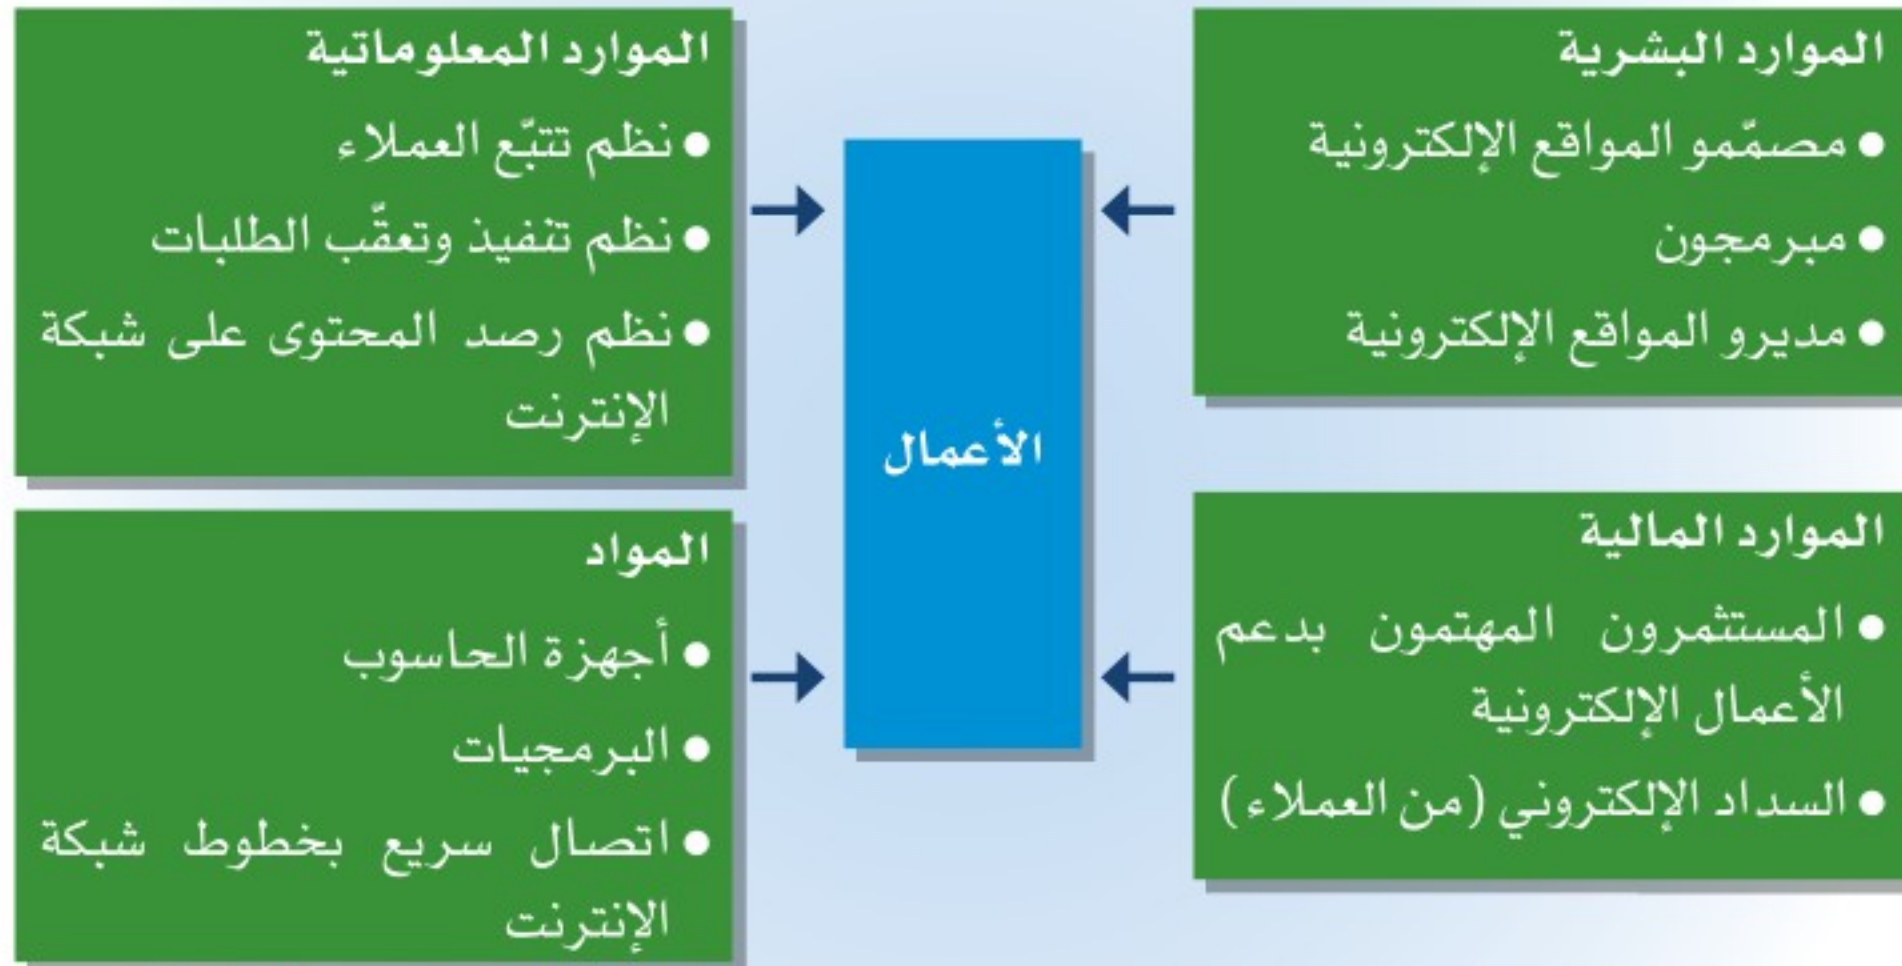 الموارد البشرية
• مصمّمو المواقع الإلكترونية
• مبرمجون
• مديرو المواقع الإلكترونية
الموارد المالية
• المستثمرون المهتمون بدعم
الأعمال الإلكترونية
• السداد الإلكتروني (من العملاء)
الأعمال
الموارد المعلوماتية
• نظم تتبّع العملاء
• نظم تنفيذ وتعقّب الطلبات
• نظم رصد المحتوى على شبكة
الإنترنت
المواد
• أجهزة الحاسوب
• البرمجيات
• اتصال سريع بخطوط شبكة
الإنترنت